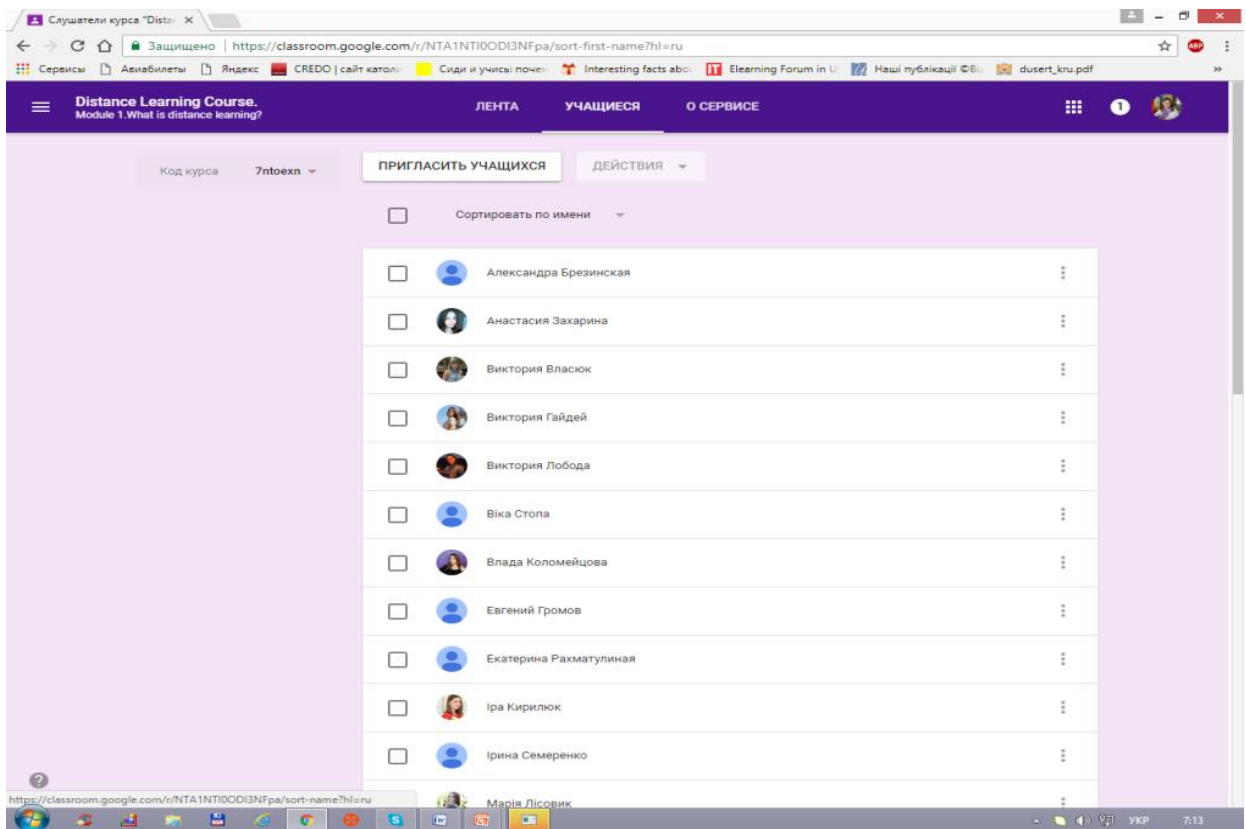 Слушатели курса "Dista
Защищено | https://classroom.google.com/r/NTA1NTI0ODI3NFpa/sort-first-name?hl=ru
ABP
Сервисы Авиабилеты Яндекс CREDO | сайт католи Сиди и учись: почем Interesting facts abou Elearning Forum in U Наші публікації ©Bi dusert_kru.pdf »
Distance Learning Course.
Module 1.What is distance learning?
ЛЕНТА УЧАЩИЕСЯ О СЕРВИСЕ
1
Код курса 7ntoexn
ПРИГЛАСИТЬ УЧАЩИХСЯ ДЕЙСТВИЯ
Сортировать по имени
Александра Брезинская
Анастасия Захарина
Виктория Власюк
Виктория Гайдей
Виктория Лобода
Віка Стопа
Влада Коломейцова
Евгений Громов
Екатерина Рахматулиная
Іра Кирилюк
Ірина Семеренко
Марія Лісовик
https://classroom.google.com/r/NTA1NTI0ODI3NFpa/sort-name?hl=ru
УКР 7:13